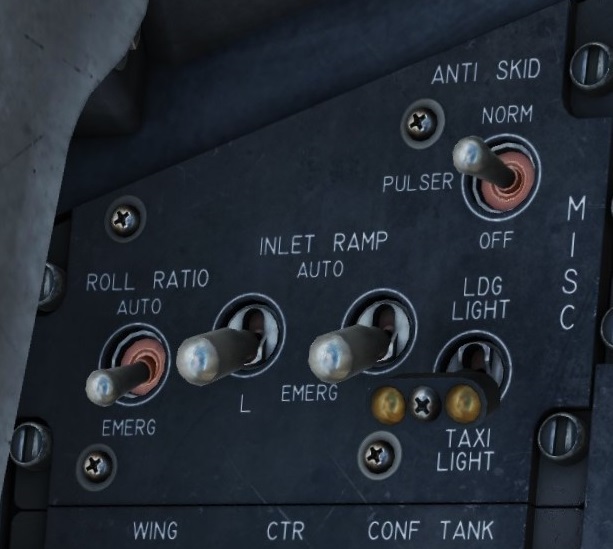 ANTI SKID
NORM
PULSER
OFF
MISC
INLET RAMP
AUTO
ROLL RATIO
AUTO
LDG
LIGHT
EMERG
L
EMERG
TAXI
LIGHT
WING CTR CONF TANK